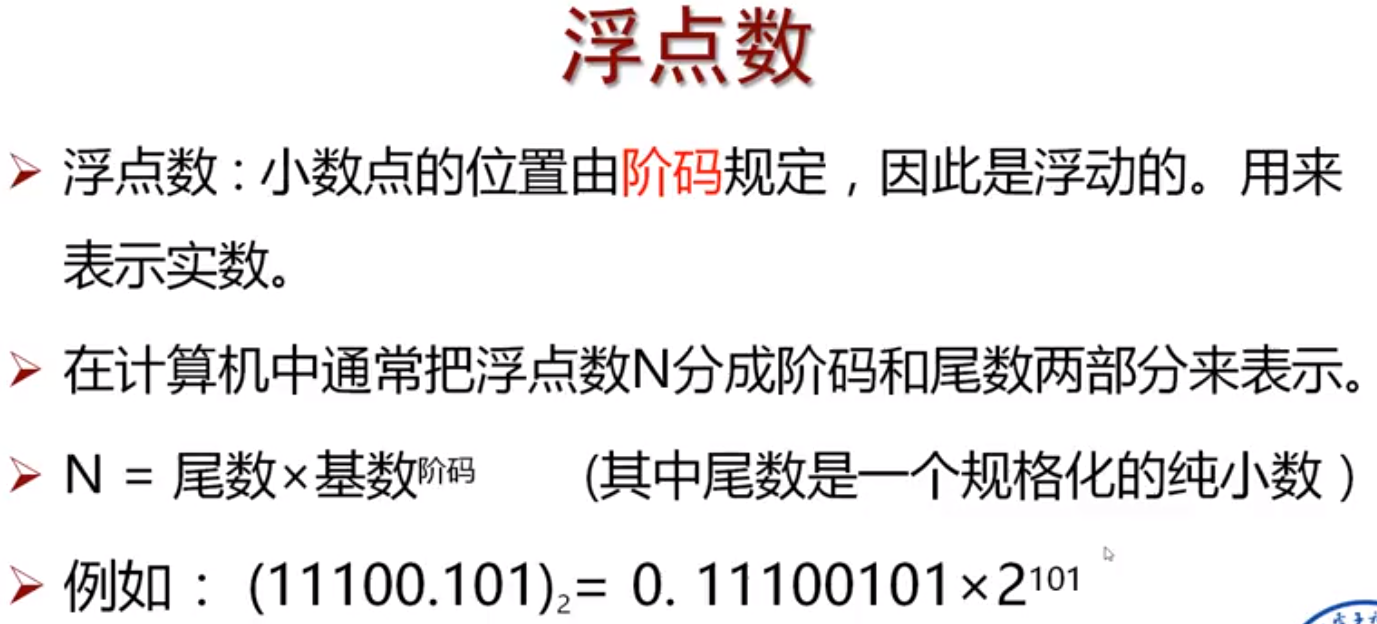 浮点数
浮点数：小数点的位置由阶码规定，因此是浮动的。用来
表示实数。
在计算机中通常把浮点数N分成阶码和尾数两部分来表示。
N = 尾数×基数阶码 (其中尾数是一个规格化的纯小数）
例如： (11100.101)₂= 0. 11100101×2¹⁰¹